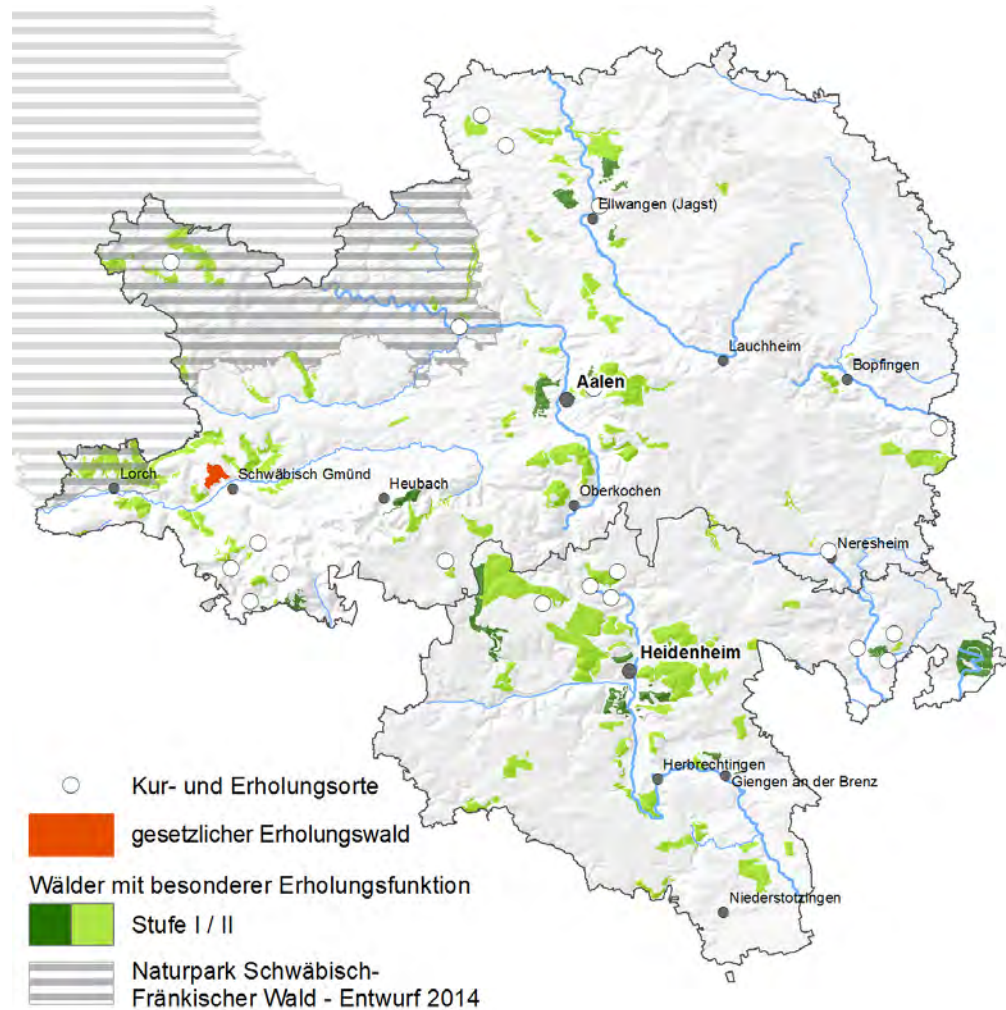 Ellwangen (Jagst)
Lauchheim
Bopfingen
Aalen
Lorch
Schwäbisch Gmünd
Heubach
Oberkochen
Neresheim
Heidenheim
Herbrechtingen
Giengen an der Brenz
Niederstotzingen
Kur- und Erholungsorte
gesetzlicher Erholungswald
Wälder mit besonderer Erholungsfunktion
Stufe I / II
Naturpark Schwäbisch-
Fränkischer Wald - Entwurf 2014